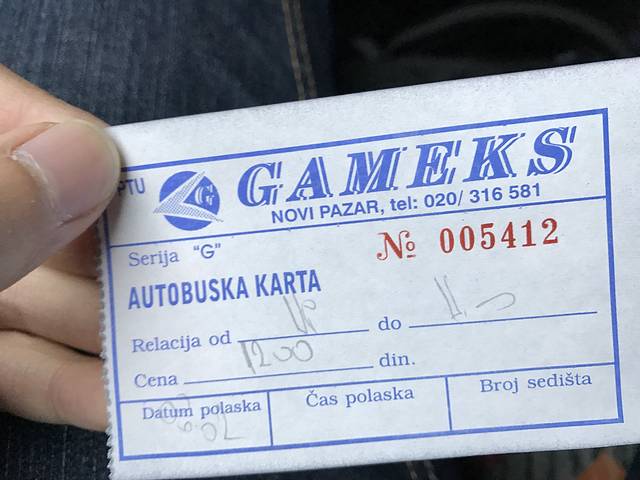 PTU G GAMEKS
NOVI PAZAR, tel: 020/ 316 581
Serija "G" № 005412
AUTOBUSKA KARTA
Relacija od do
Cena 1200 din.
Datum polaska Čas polaska Broj sedišta